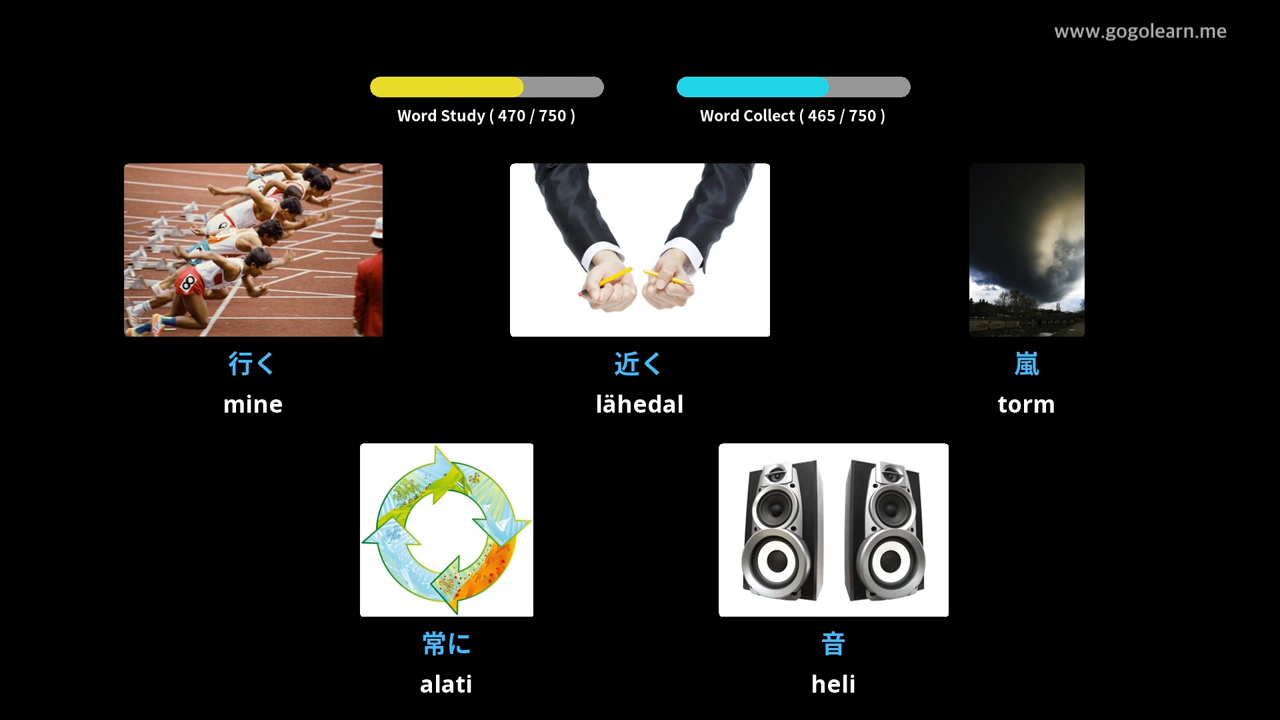 www.gogolearn.me
Word Study ( 470 / 750 )
Word Collect ( 465 / 750 )
行く
mine
近く
lähedal
嵐
torm
常に
alati
音
heli